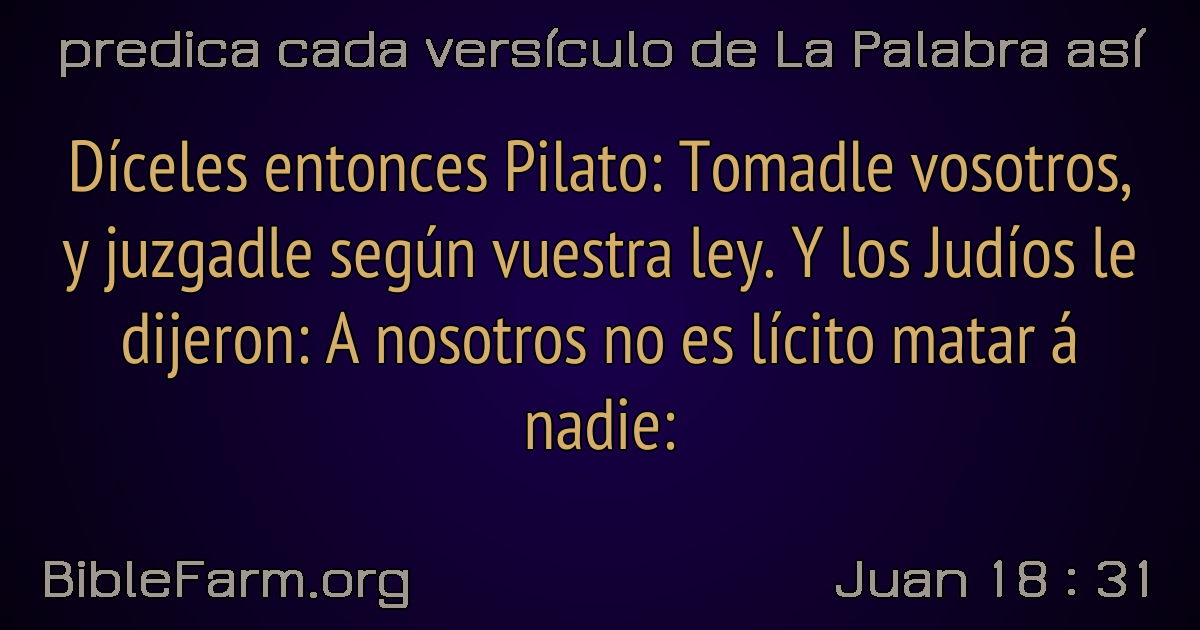 predica cada versículo de La Palabra así
Díceles entonces Pilato: Tomadle vosotros,
y juzgadle según vuestra ley. Y los Judíos le
dijeron: A nosotros no es lícito matar á
nadie:
BibleFarm.org
Juan 18 : 31